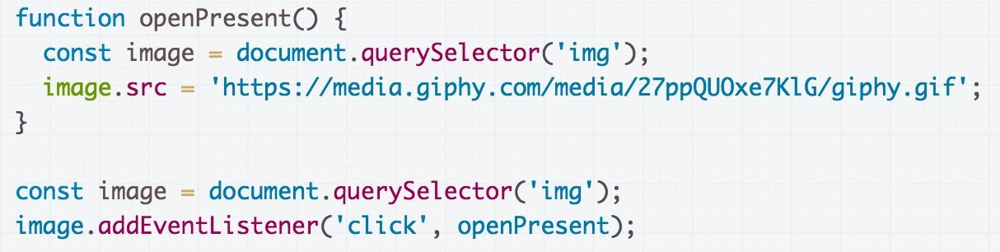 function openPresent() {
  const image = document.querySelector('img');
  image.src = 'https://media.giphy.com/media/27ppQUOxe7KlG/giphy.gif';
}

const image = document.querySelector('img');
image.addEventListener('click', openPresent);